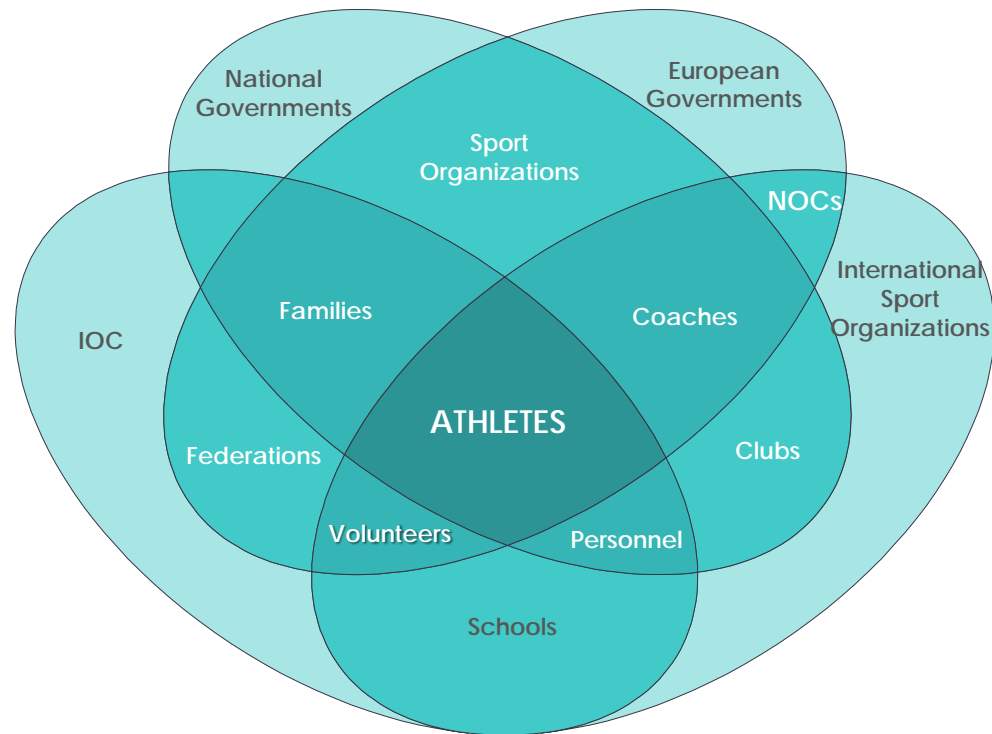 National
Governments
European
Governments
Sport
Organizations
NOCs
International
Sport
Organizations
Families
Coaches
IOC
ATHLETES
Federations
Clubs
Volunteers
Personnel
Schools